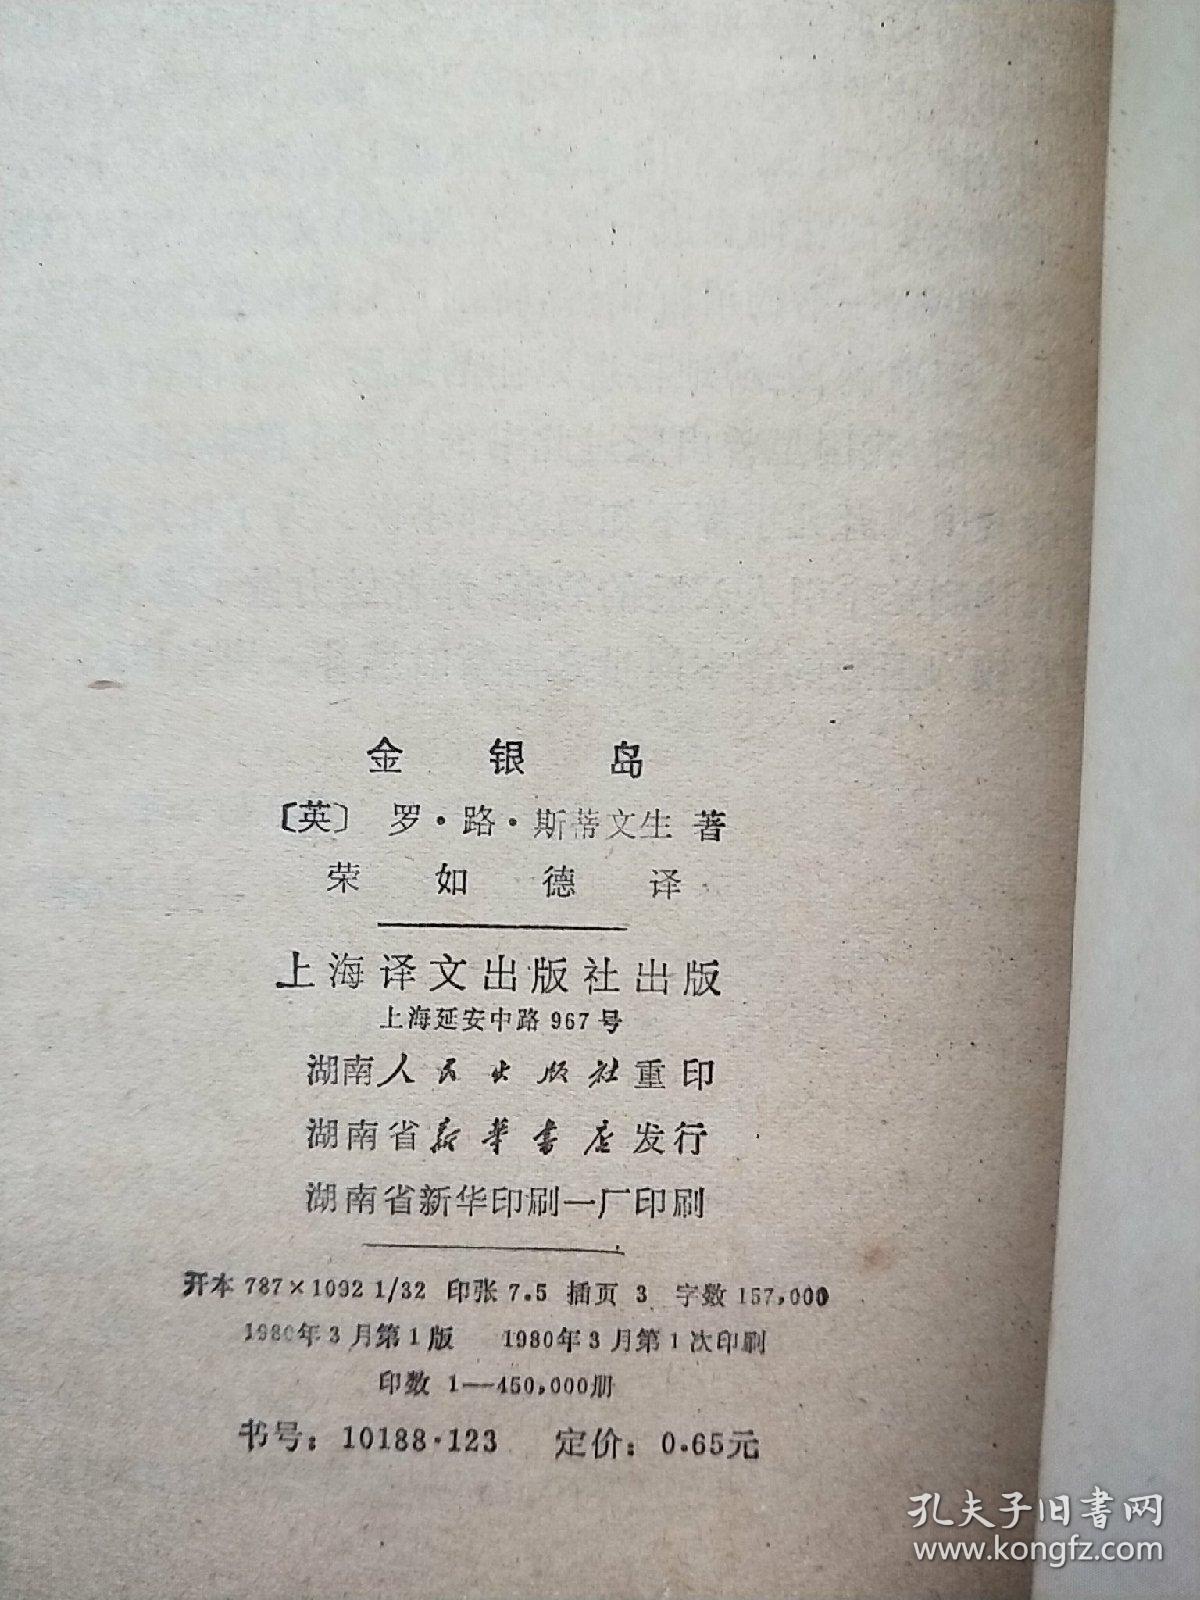 金银岛
〔英〕 罗·路·斯蒂文生 著
荣如德译
上海译文出版社出版
上海延安中路 967 号
湖南人民出版社重印
湖南省新华书店发行
湖南省新华印刷一厂印刷
开本 787×1092 1/32 印张 7.5 插页 3 字数 157,000
1980年3月第1版 1980年3月第1次印刷
印数 1—450,000册
书号：10188·123 定价：0.65元
孔夫子旧书网
www.kongfz.com